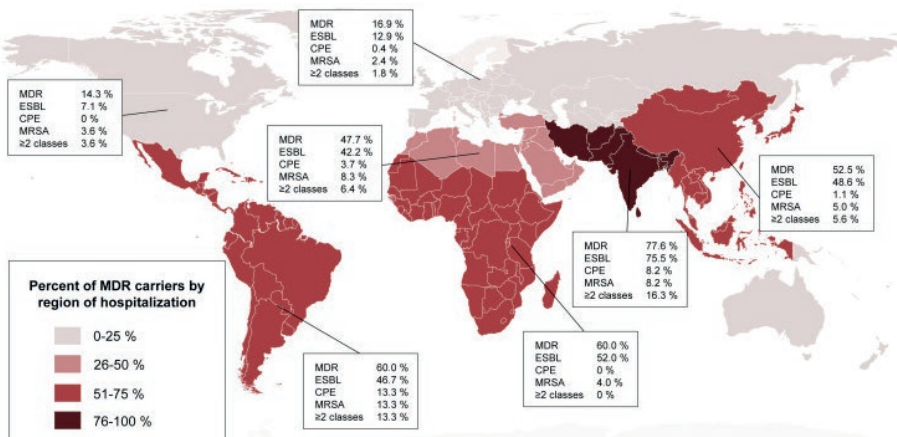 MDR 16.9 %
ESBL 12.9 %
CPE 0.4 %
MRSA 2.4 %
≥2 classes 1.8 %
MDR 14.3 %
ESBL 7.1 %
CPE 0 %
MRSA 3.6 %
≥2 classes 3.6 %
MDR 47.7 %
ESBL 42.2 %
CPE 3.7 %
MRSA 8.3 %
≥2 classes 6.4 %
MDR 52.5 %
ESBL 48.6 %
CPE 1.1 %
MRSA 5.0 %
≥2 classes 5.6 %
MDR 77.6 %
ESBL 75.5 %
CPE 8.2 %
MRSA 8.2 %
≥2 classes 16.3 %
Percent of MDR carriers by
region of hospitalization
0-25 %
26-50 %
51-75 %
76-100 %
MDR 60.0 %
ESBL 46.7 %
CPE 13.3 %
MRSA 13.3 %
≥2 classes 13.3 %
MDR 60.0 %
ESBL 52.0 %
CPE 0 %
MRSA 4.0 %
≥2 classes 0 %